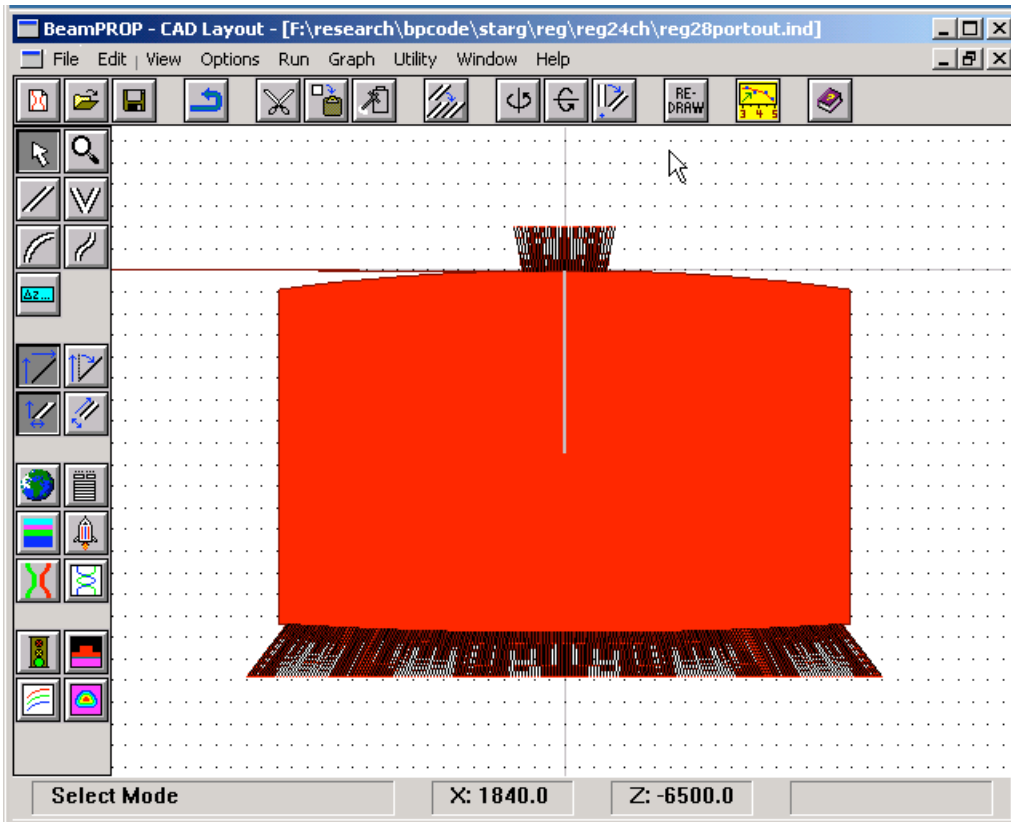 BeamPROP - CAD Layout - [F:\research\bpcode\starg\reg\reg24ch\reg28portout.ind]
File Edit View Options Run Graph Utility Window Help
RE-
DRAW
3 4 5
Δz...
Select Mode X: 1840.0 Z: -6500.0